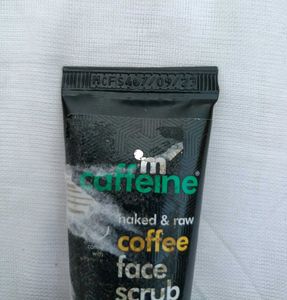 'm
caffeine®
naked & raw
coffee
face
scrub